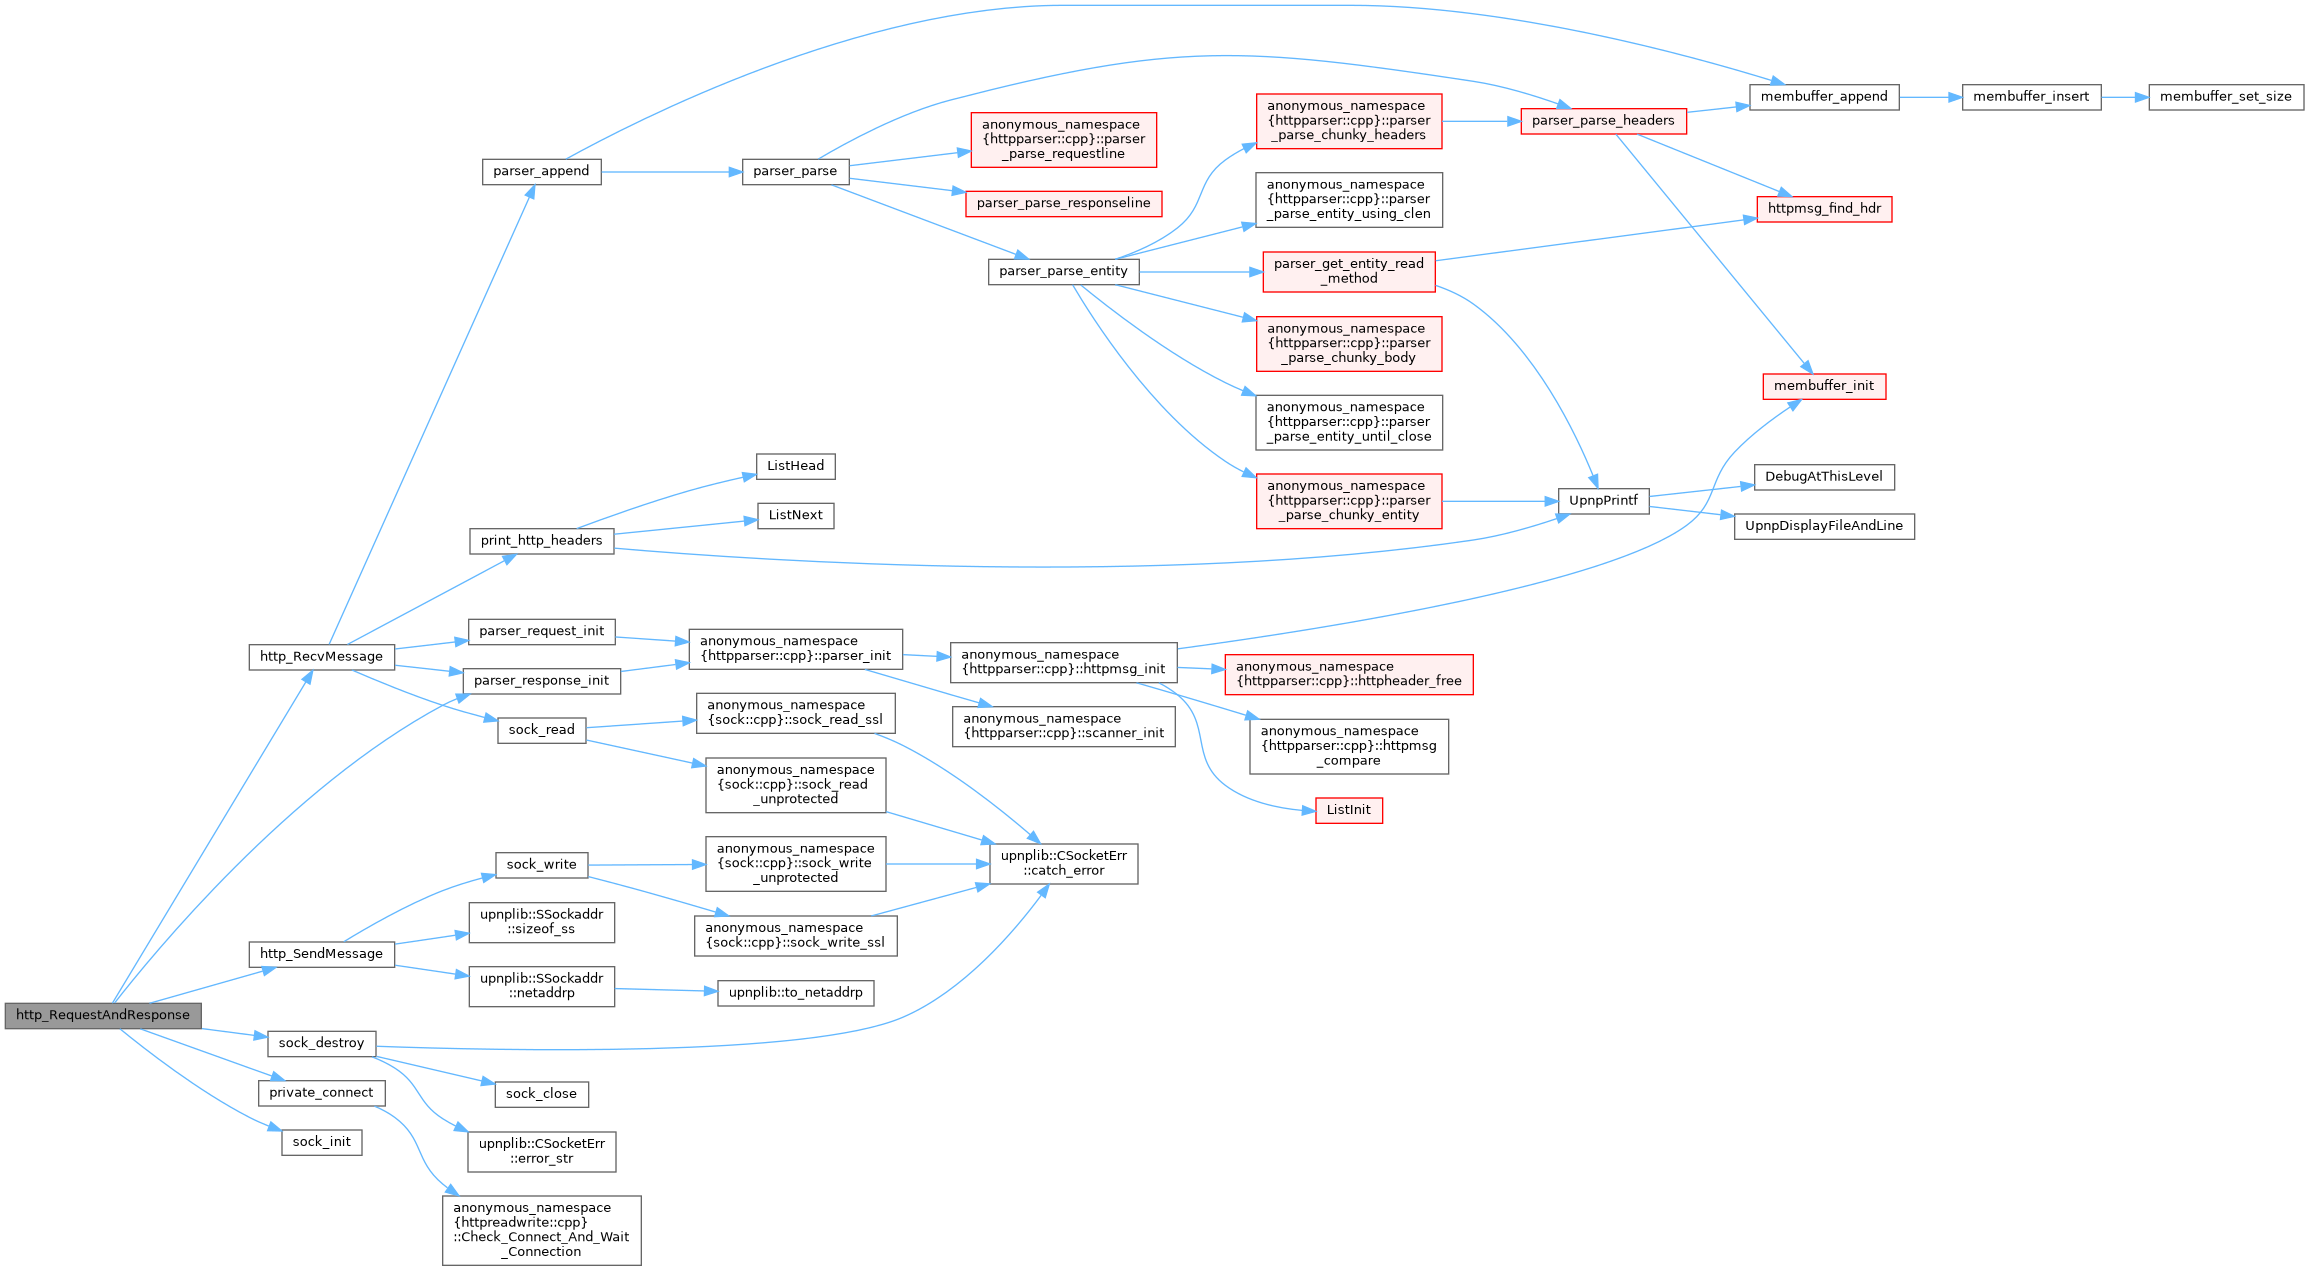 http_RequestAndResponse
http_RecvMessage
parser_append
membuffer_append
membuffer_insert
membuffer_set_size
parser_parse
parser_parse_headers
httpmsg_find_hdr
membuffer_init
anonymous_namespace
{httpparser::cpp}::parser
_parse_requestline
parser_parse_responseline
parser_parse_entity
anonymous_namespace
{httpparser::cpp}::parser
_parse_chunky_headers
anonymous_namespace
{httpparser::cpp}::parser
_parse_entity_using_clen
parser_get_entity_read
_method
anonymous_namespace
{httpparser::cpp}::parser
_parse_chunky_body
anonymous_namespace
{httpparser::cpp}::parser
_parse_entity_until_close
anonymous_namespace
{httpparser::cpp}::parser
_parse_chunky_entity
UpnpPrintf
DebugAtThisLevel
UpnpDisplayFileAndLine
print_http_headers
ListHead
ListNext
parser_request_init
parser_response_init
anonymous_namespace
{httpparser::cpp}::parser_init
anonymous_namespace
{httpparser::cpp}::httpmsg_init
anonymous_namespace
{httpparser::cpp}::scanner_init
anonymous_namespace
{httpparser::cpp}::httpheader_free
anonymous_namespace
{httpparser::cpp}::httpmsg
_compare
ListInit
sock_read
anonymous_namespace
{sock::cpp}::sock_read_ssl
anonymous_namespace
{sock::cpp}::sock_read
_unprotected
upnplib::CSocketErr
::catch_error
http_SendMessage
sock_write
anonymous_namespace
{sock::cpp}::sock_write
_unprotected
anonymous_namespace
{sock::cpp}::sock_write_ssl
upnplib::SSockaddr
::sizeof_ss
upnplib::SSockaddr
::netaddrp
upnplib::to_netaddrp
sock_destroy
sock_close
upnplib::CSocketErr
::error_str
private_connect
anonymous_namespace
{httpreadwrite::cpp}
::Check_Connect_And_Wait
_Connection
sock_init